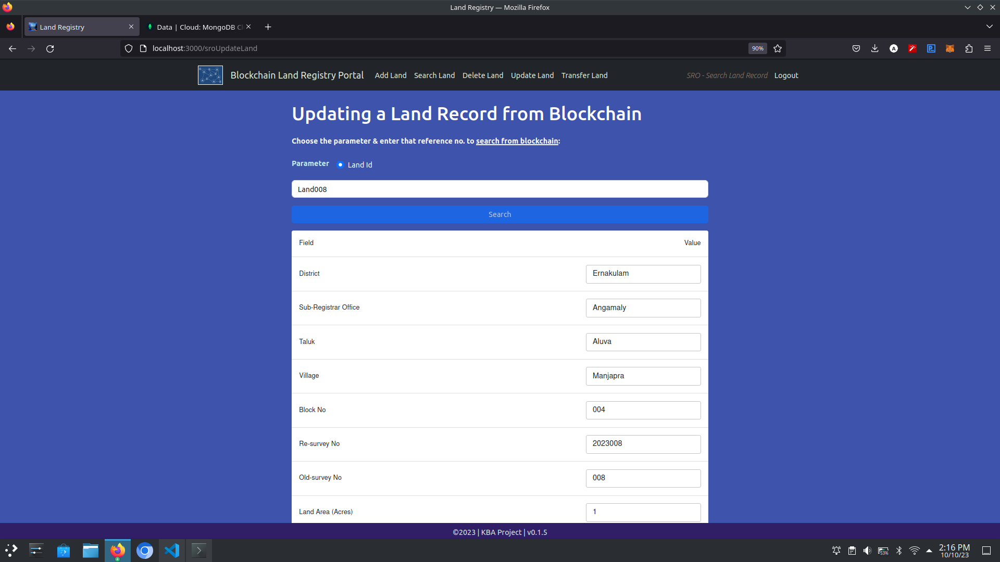 Land Registry — Mozilla Firefox
Land Registry
Data | Cloud: MongoDB Cl
localhost:3000/sroUpdateLand
90%
Blockchain Land Registry Portal Add Land Search Land Delete Land Update Land Transfer Land SRO - Search Land Record Logout
Updating a Land Record from Blockchain
Choose the parameter & enter that reference no. to search from blockchain:
Parameter Land Id
Land008
Search
Field Value
District Ernakulam
Sub-Registrar Office Angamaly
Taluk Aluva
Village Manjapra
Block No 004
Re-survey No 2023008
Old-survey No 008
Land Area (Acres) 1
©2023 | KBA Project | v0.1.5
53%
2:16 PM
10/10/23